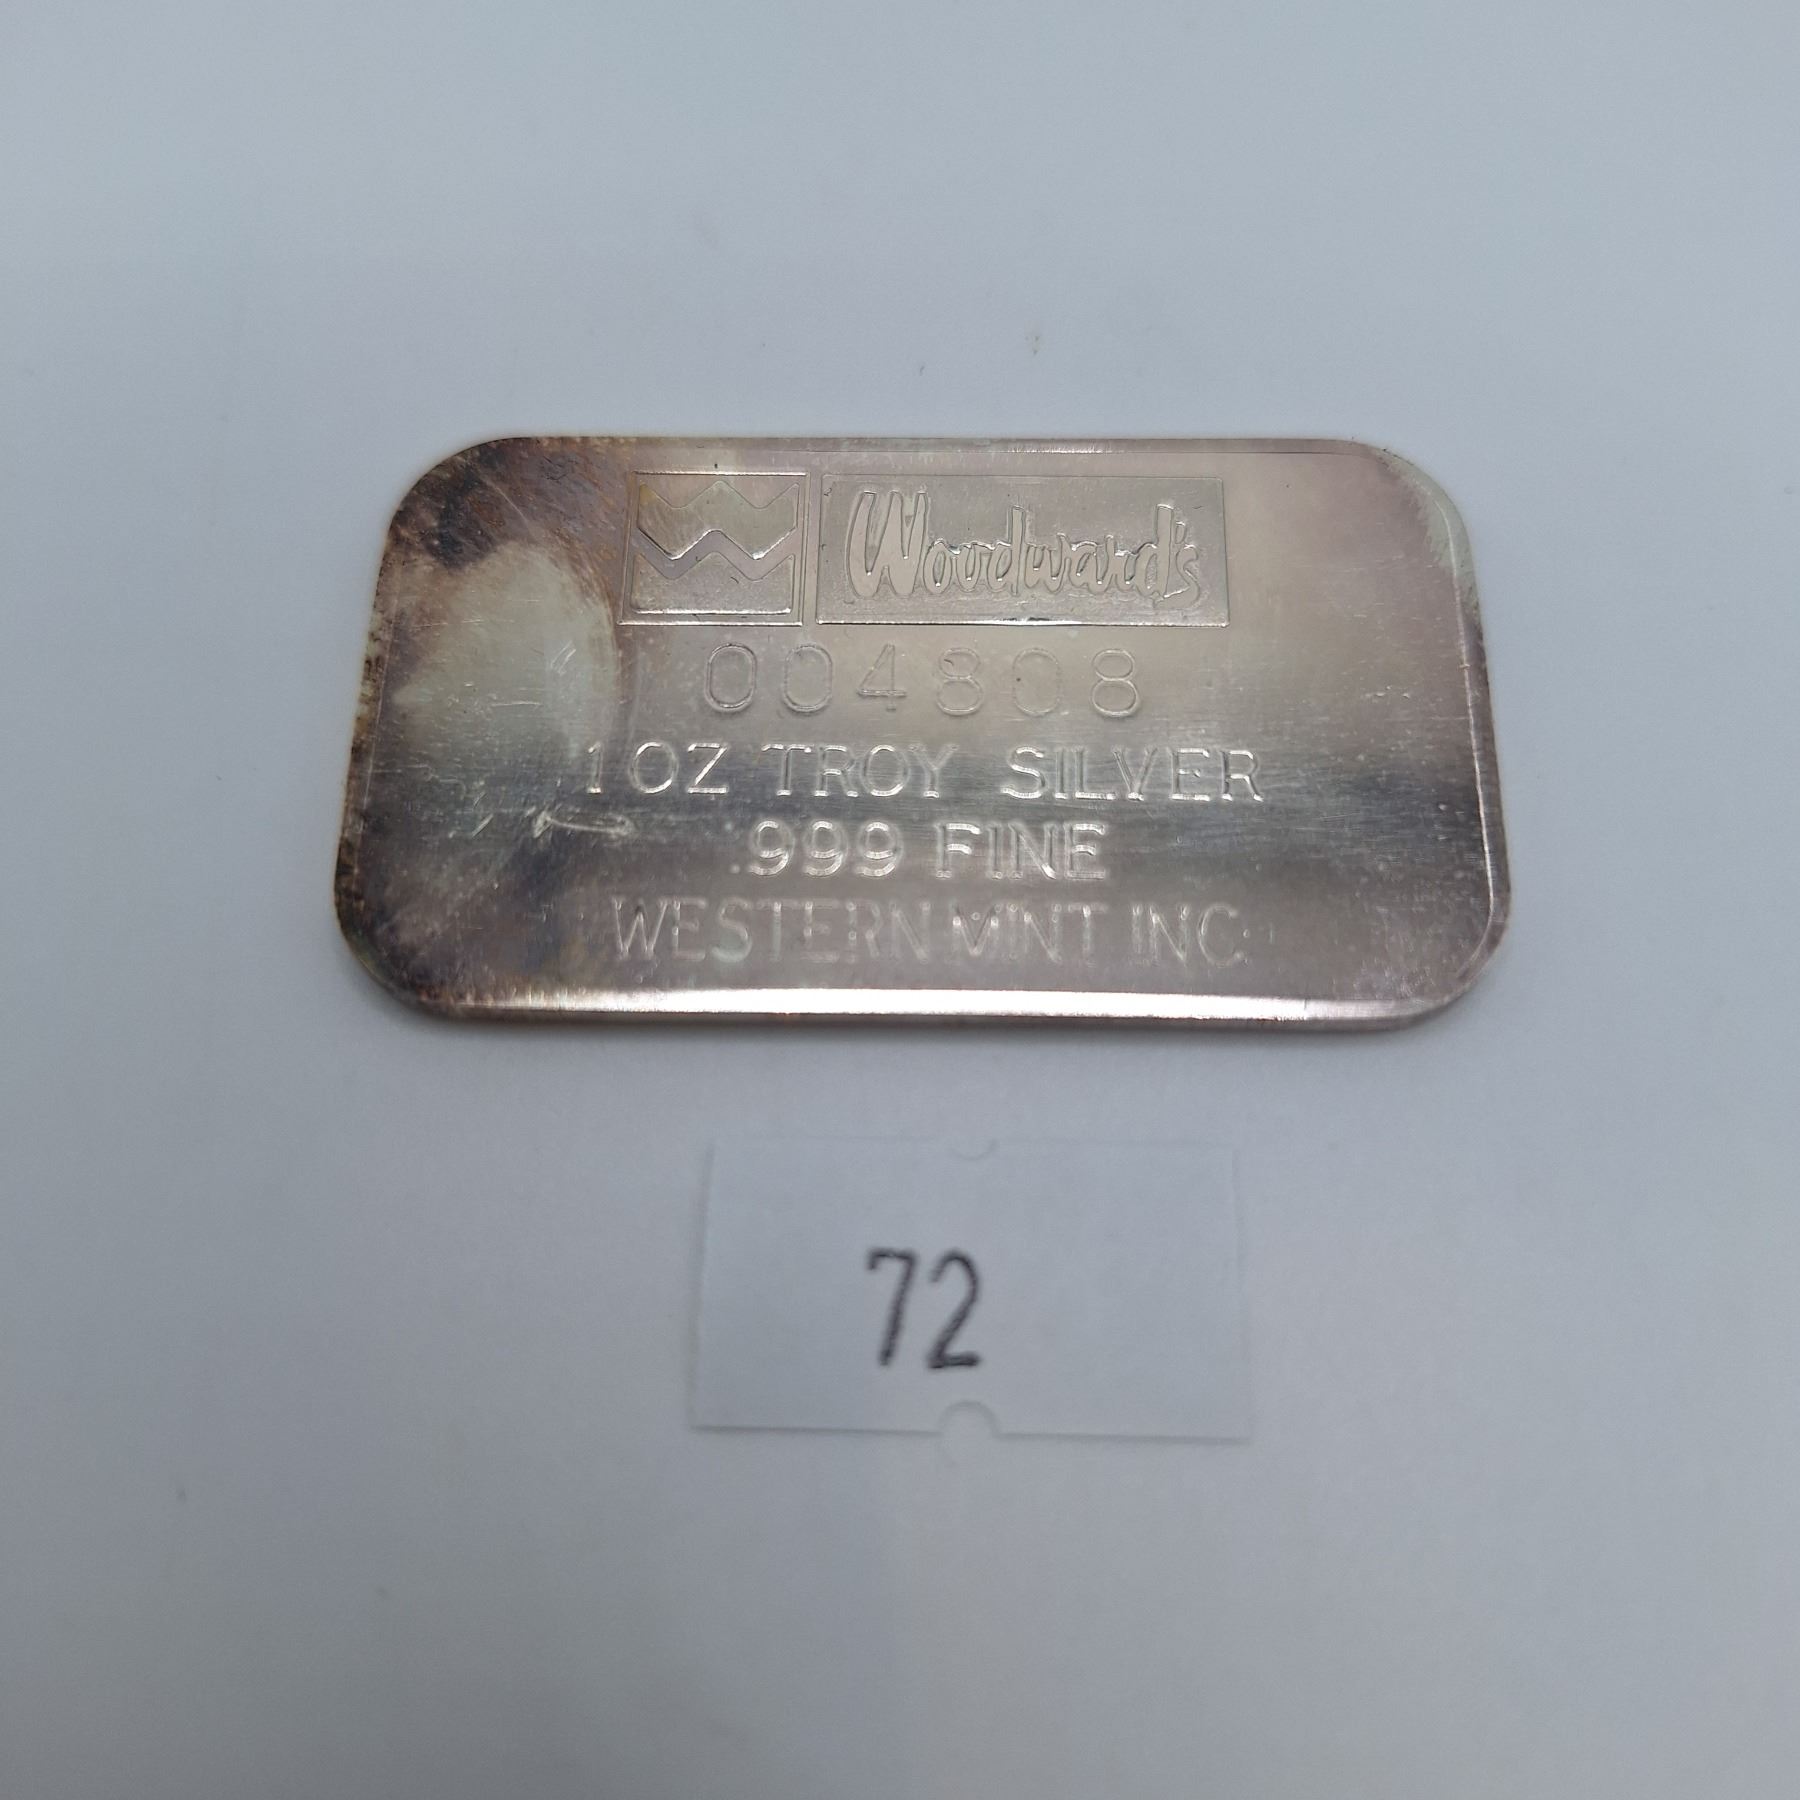 Woodward's
004808
1 OZ TROY SILVER
.999 FINE
WESTERN MINT INC.
72